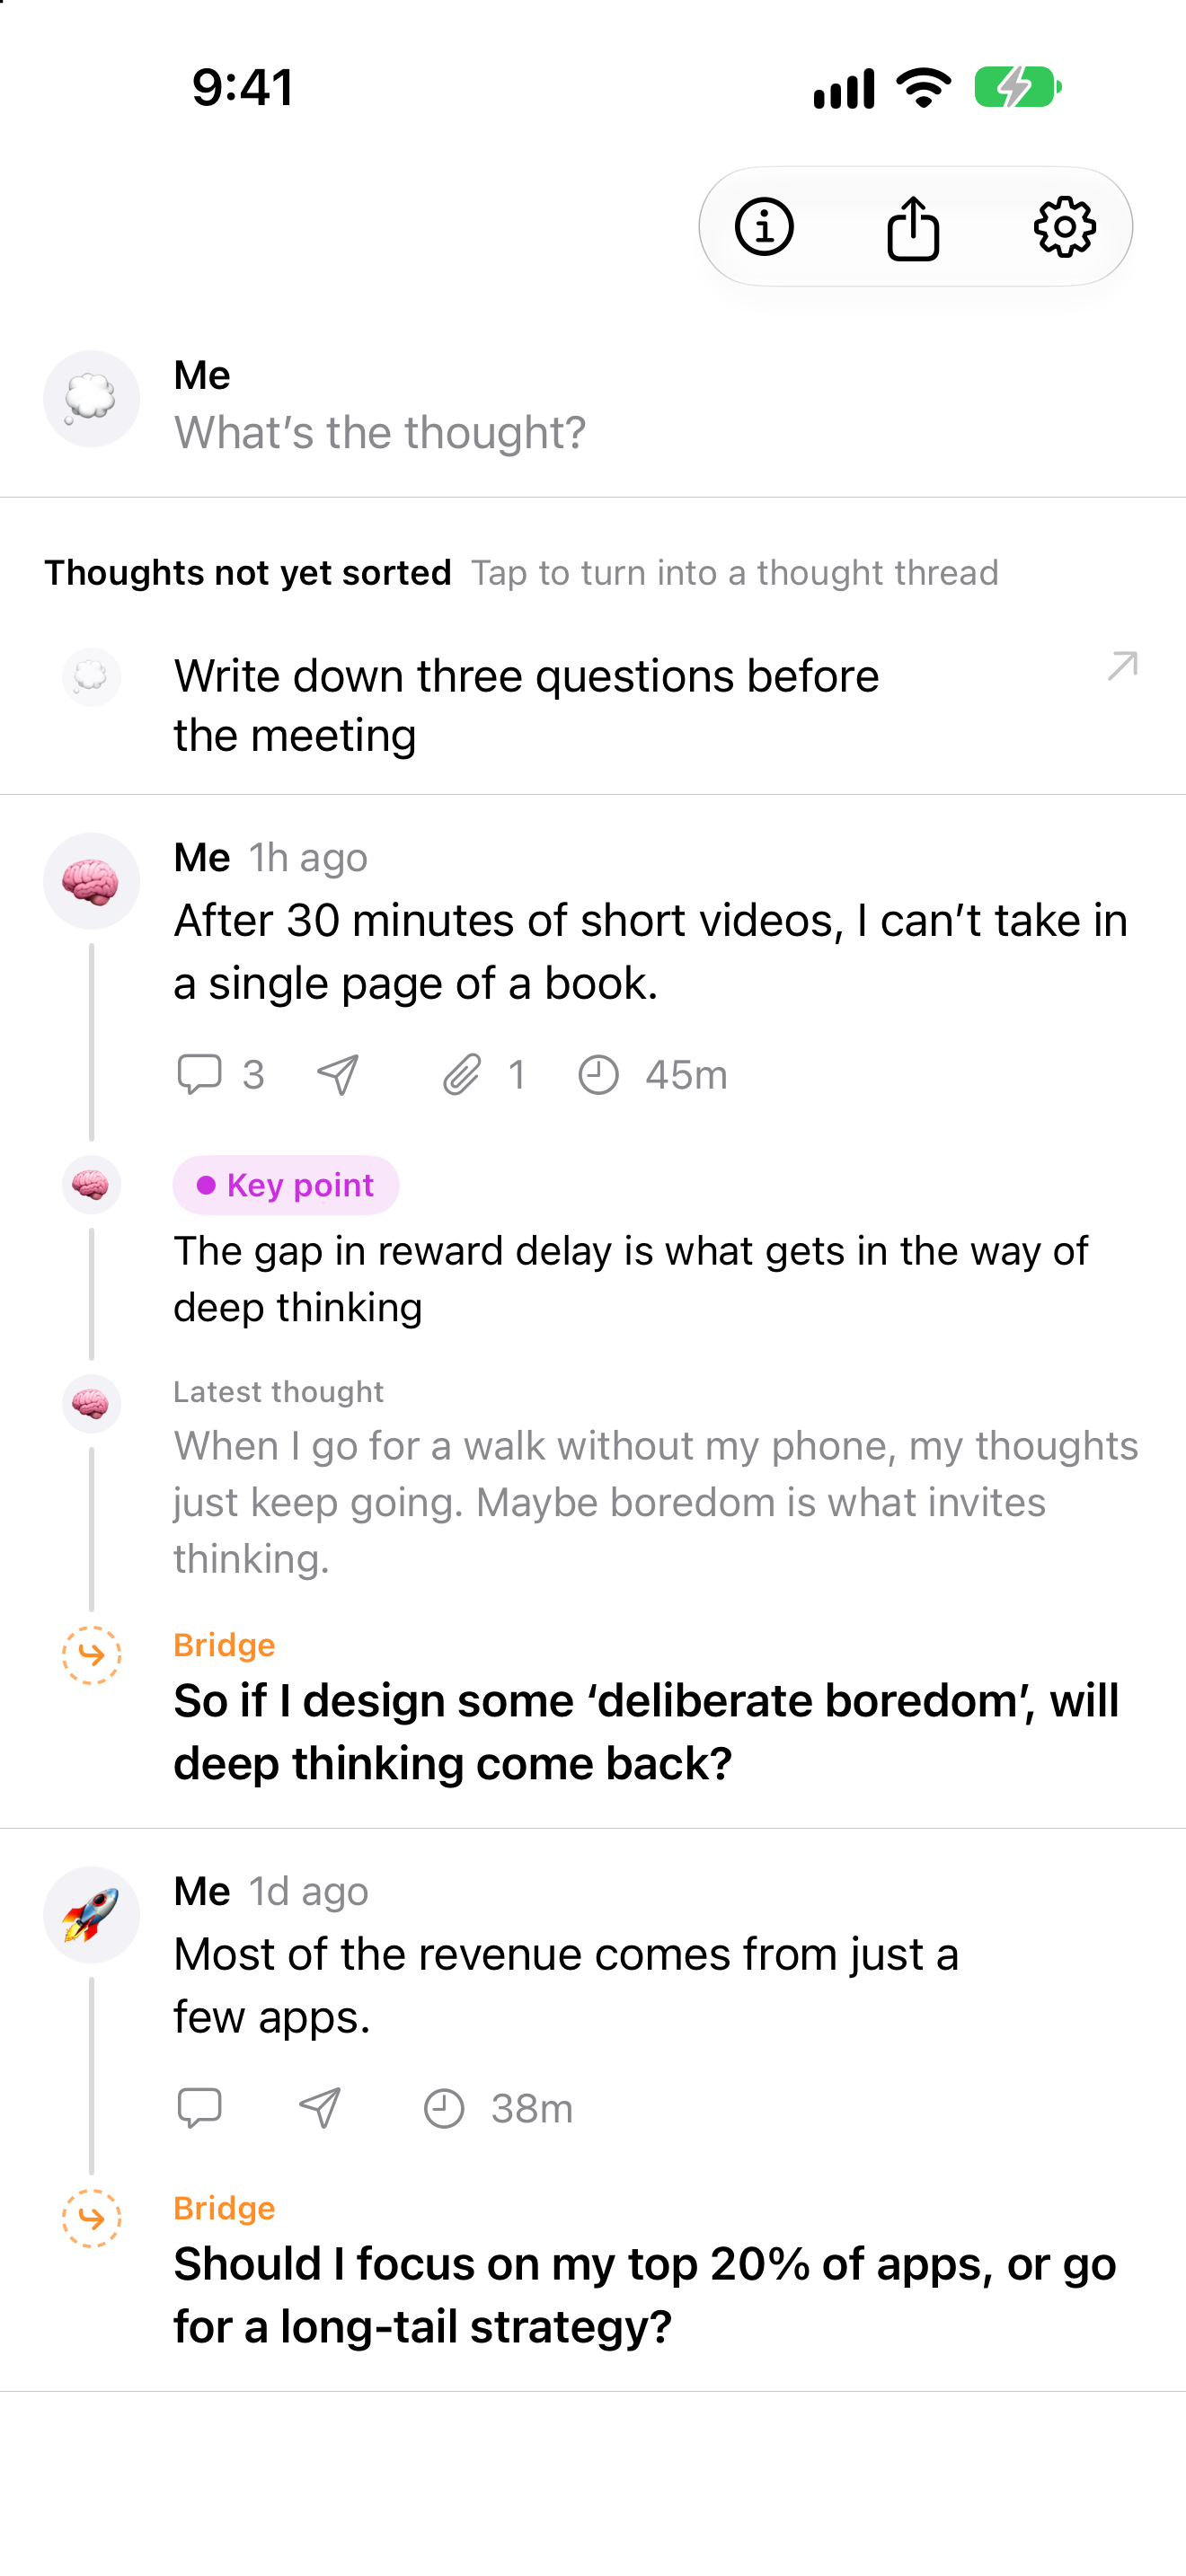 9:41
Me
What’s the thought?
Thoughts not yet sorted Tap to turn into a thought thread
Write down three questions before
the meeting
Me 1h ago
After 30 minutes of short videos, I can’t take in
a single page of a book.
3 1 45m
Key point
The gap in reward delay is what gets in the way of
deep thinking
Latest thought
When I go for a walk without my phone, my thoughts
just keep going. Maybe boredom is what invites
thinking.
Bridge
So if I design some ‘deliberate boredom’, will
deep thinking come back?
Me 1d ago
Most of the revenue comes from just a
few apps.
38m
Bridge
Should I focus on my top 20% of apps, or go
for a long-tail strategy?